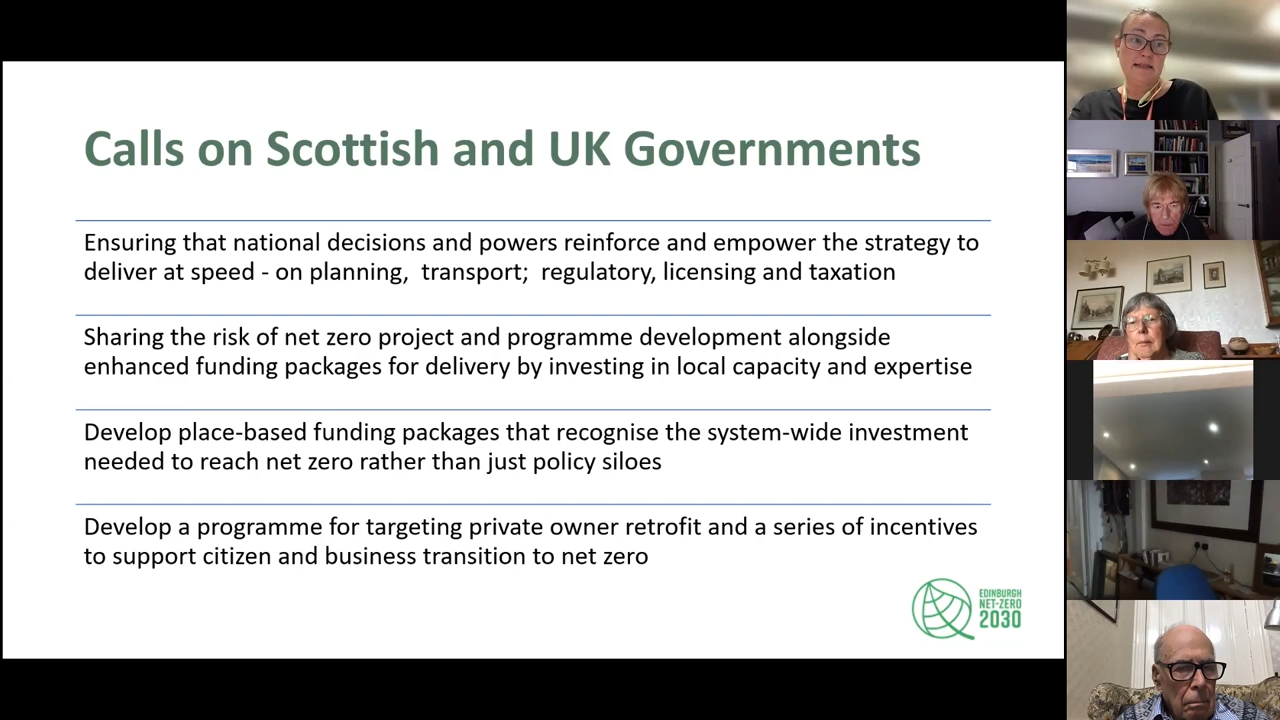 Calls on Scottish and UK Governments
Ensuring that national decisions and powers reinforce and empower the strategy to
deliver at speed - on planning,  transport;  regulatory, licensing and taxation
Sharing the risk of net zero project and programme development alongside
enhanced funding packages for delivery by investing in local capacity and expertise
Develop place-based funding packages that recognise the system-wide investment
needed to reach net zero rather than just policy siloes
Develop a programme for targeting private owner retrofit and a series of incentives
to support citizen and business transition to net zero
EDINBURGH
NET-ZERO
2030